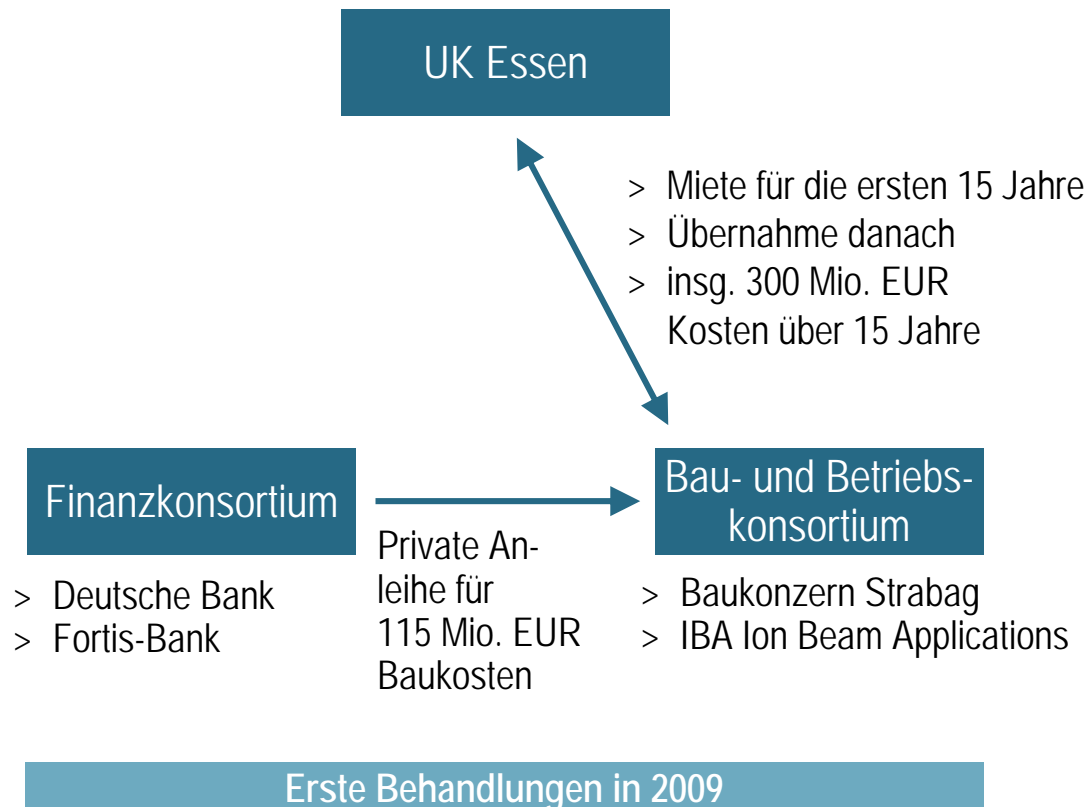 UK Essen
> Miete für die ersten 15 Jahre
> Übernahme danach
> insg. 300 Mio. EUR
Kosten über 15 Jahre
Finanzkonsortium
> Deutsche Bank
> Fortis-Bank
Private An-
leihe für
115 Mio. EUR
Baukosten
Bau- und Betriebs-
konsortium
> Baukonzern Strabag
> IBA Ion Beam Applications
Erste Behandlungen in 2009